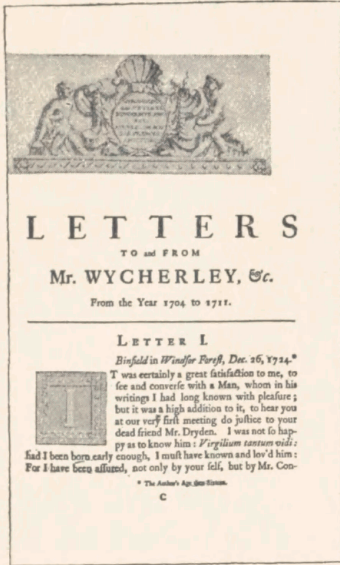 LETTERS
TO and FROM
Mr. WYCHERLEY, &c.
From the Year 1704 to 1711.
LETTER I.
Binfield in Windsor Forest, Dec. 26, 1724.*
IT was certainly a great satisfaction to me, to
see and converse with a Man, whom in his
writings I had long known with pleasure;
but it was a high addition to it, to hear you
at our very first meeting do justice to your
dead friend Mr. Dryden. I was not so hap-
py as to know him: Virgilium tantum vidi:
had I been born early enough, I must have known and lov'd him:
For I have been assured, not only by your self, but by Mr. Con-
* The Author's Age
C